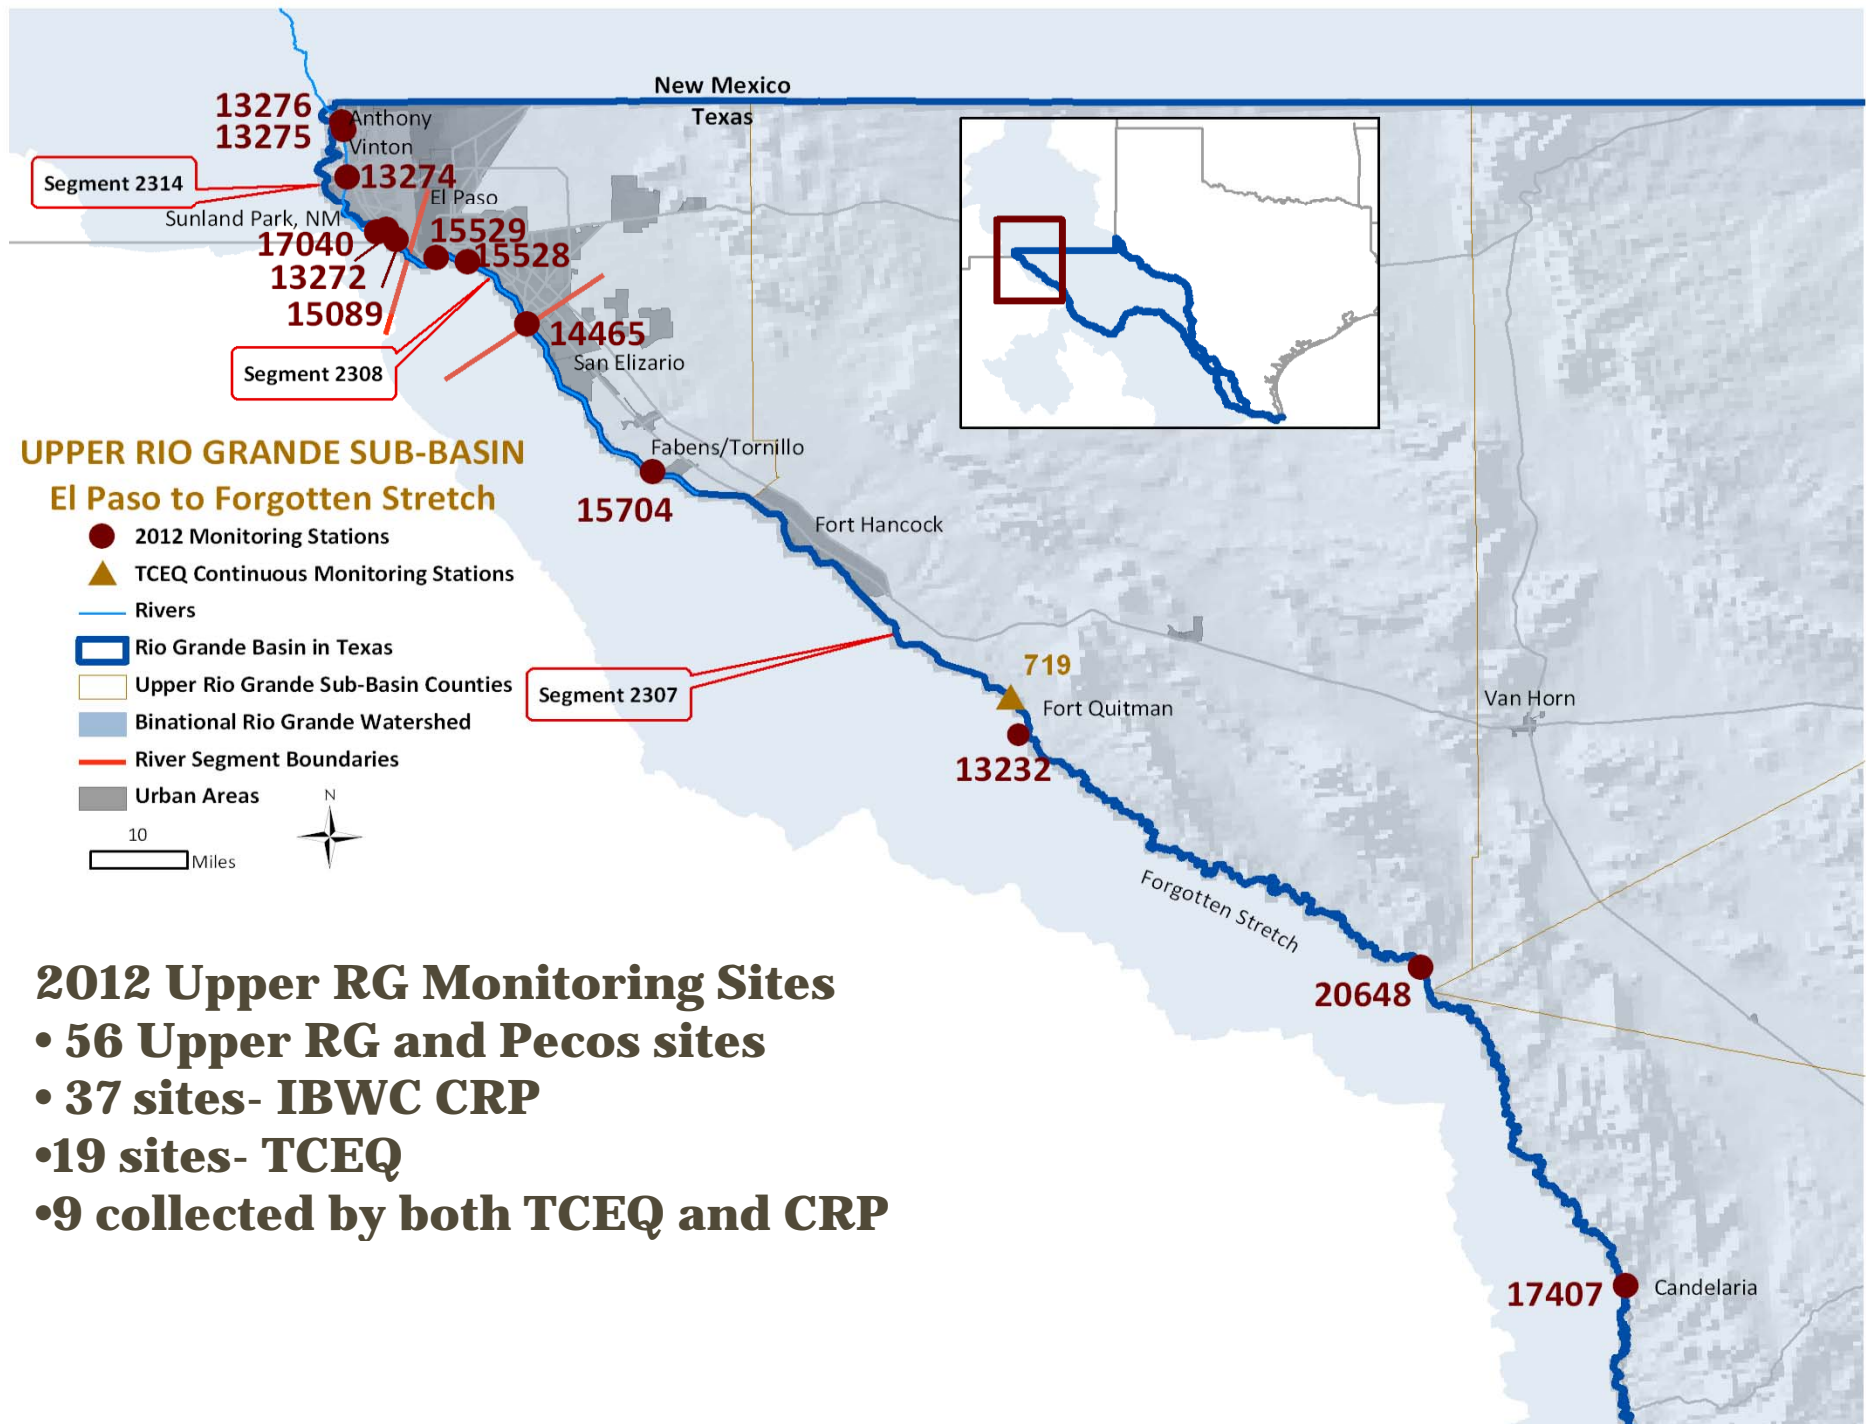 New Mexico
Texas
13276
Anthony
13275
Vinton
Segment 2314
13274
El Paso
Sunland Park, NM
15529
17040
15528
13272
15089
14465
San Elizario
Segment 2308
UPPER RIO GRANDE SUB-BASIN
El Paso to Forgotten Stretch
2012 Monitoring Stations
TCEQ Continuous Monitoring Stations
Rivers
Rio Grande Basin in Texas
Upper Rio Grande Sub-Basin Counties
Binational Rio Grande Watershed
River Segment Boundaries
Urban Areas
N
10
Miles
Fabens/Tornillo
15704
Fort Hancock
Segment 2307
719
Fort Quitman
13232
Van Horn
Forgotten Stretch
20648
17407
Candelaria
2012 Upper RG Monitoring Sites
• 56 Upper RG and Pecos sites
• 37 sites- IBWC CRP
•19 sites- TCEQ
•9 collected by both TCEQ and CRP